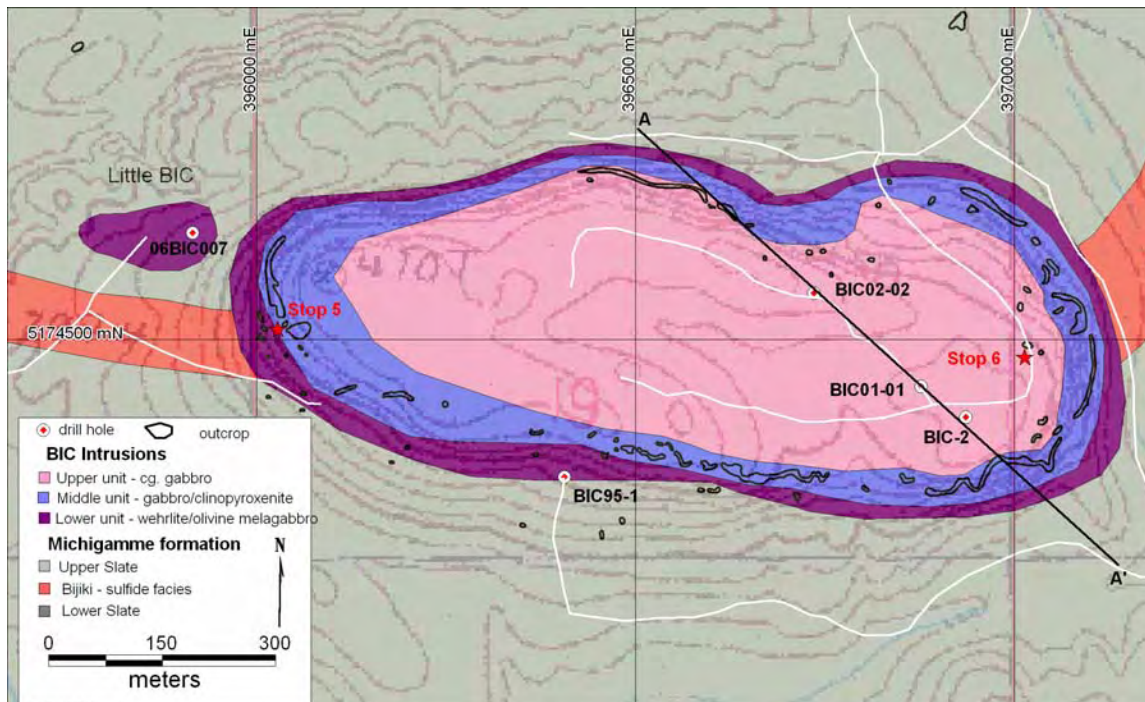 396000 mE
396500 mE
397000 mE
A
Little BIC
06BIC007
BIC02-02
Stop 5
5174500 mN
Stop 6
BIC01-01
BIC-2
19
BIC95-1
A'
drill hole
outcrop
BIC Intrusions
Upper unit - cg. gabbro
Middle unit - gabbro/clinopyroxenite
Lower unit - wehrlite/olivine melagabbro
Michigamme formation
N
Upper Slate
Bijiki - sulfide facies
Lower Slate
0 150 300
meters